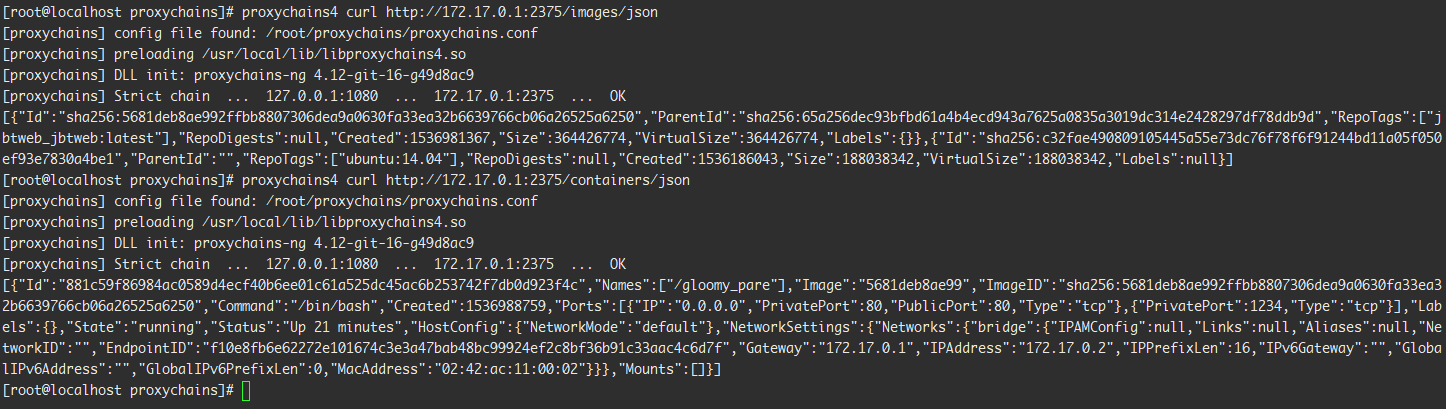 [root@localhost proxychains]# proxychains4 curl http://172.17.0.1:2375/images/json
[proxychains] config file found: /root/proxychains/proxychains.conf
[proxychains] preloading /usr/local/lib/libproxychains4.so
[proxychains] DLL init: proxychains-ng 4.12-git-16-g49d8ac9
[proxychains] Strict chain  ...  127.0.0.1:1080  ...  172.17.0.1:2375  ...  OK
[{"Id":"sha256:5681deb8ae992ffbb8807306dea9a0630fa33ea32b6639766cb06a26525a6250","ParentId":"sha256:65a256dec93bfbd61a4b4ecd943a7625a0835a3019dc314e2428297df78ddb9d","RepoTags":["j
btweb_jbtweb:latest"],"RepoDigests":null,"Created":1536981367,"Size":364426774,"VirtualSize":364426774,"Labels":{}},{"Id":"sha256:c32fae490809105445a55e73dc76f78f6f91244bd11a05f050
ef93e7830a4be1","ParentId":"","RepoTags":["ubuntu:14.04"],"RepoDigests":null,"Created":1536186043,"Size":188038342,"VirtualSize":188038342,"Labels":null}]
[root@localhost proxychains]# proxychains4 curl http://172.17.0.1:2375/containers/json
[proxychains] config file found: /root/proxychains/proxychains.conf
[proxychains] preloading /usr/local/lib/libproxychains4.so
[proxychains] DLL init: proxychains-ng 4.12-git-16-g49d8ac9
[proxychains] Strict chain  ...  127.0.0.1:1080  ...  172.17.0.1:2375  ...  OK
[{"Id":"881c59f86984ac0589d4ecf40b6ee01c61a525dc45ac6b253742f7db0d923f4c","Names":["/gloomy_pare"],"Image":"5681deb8ae99","ImageID":"sha256:5681deb8ae992ffbb8807306dea9a0630fa33ea3
2b6639766cb06a26525a6250","Command":"/bin/bash","Created":1536988759,"Ports":[{"IP":"0.0.0.0","PrivatePort":80,"PublicPort":80,"Type":"tcp"},{"PrivatePort":1234,"Type":"tcp"}],"Lab
els":{},"State":"running","Status":"Up 21 minutes","HostConfig":{"NetworkMode":"default"},"NetworkSettings":{"Networks":{"bridge":{"IPAMConfig":null,"Links":null,"Aliases":null,"Ne
tworkID":"","EndpointID":"f10e8fb6e62272e101674c3e3a47bab48bc99924ef2c8bf36b91c33aac4c6d7f","Gateway":"172.17.0.1","IPAddress":"172.17.0.2","IPPrefixLen":16,"IPv6Gateway":"","Globa
lIPv6Address":"","GlobalIPv6PrefixLen":0,"MacAddress":"02:42:ac:11:00:02"}}},"Mounts":[]}]
[root@localhost proxychains]#